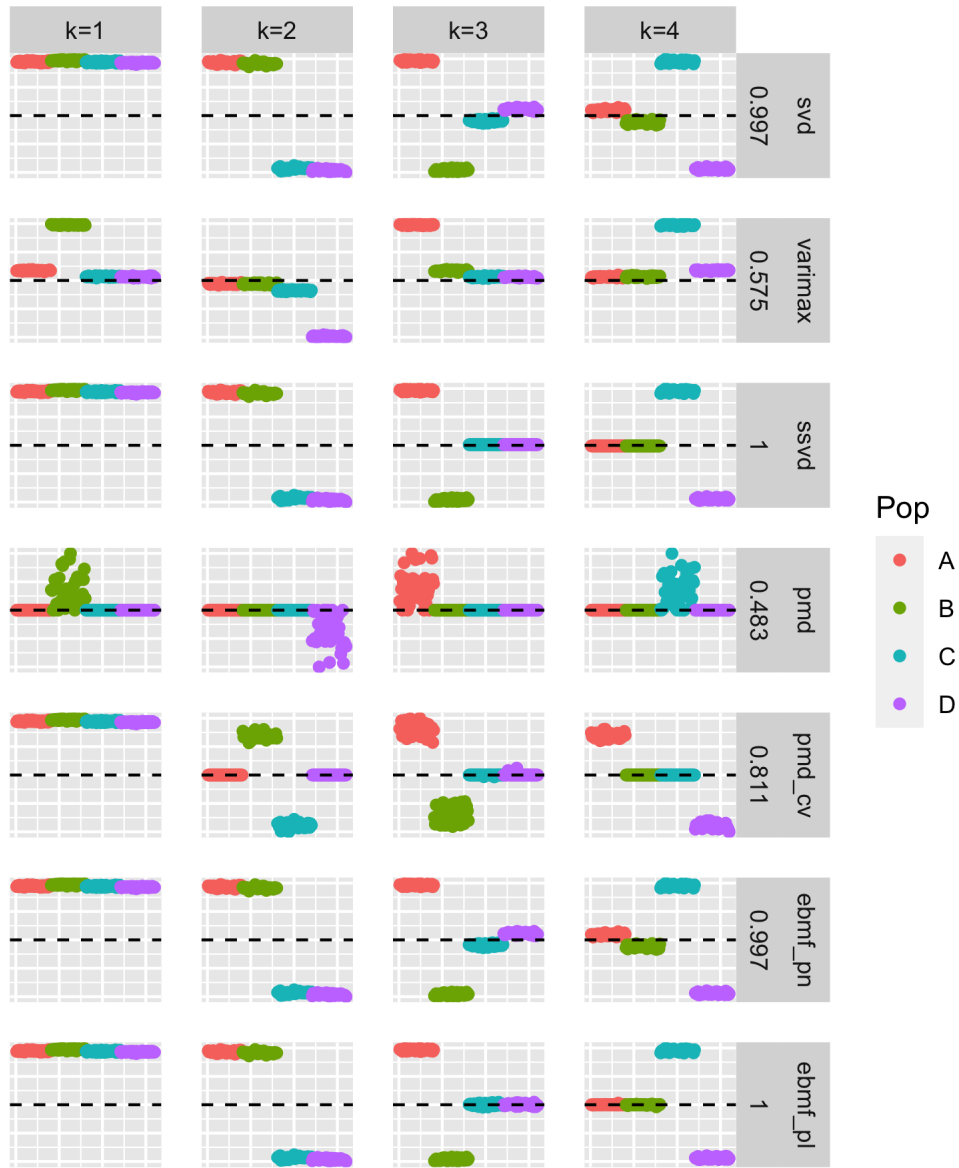 k=1
k=2
k=3
k=4
svd
0.997
varimax
0.575
ssvd
1
pmd
0.483
pmd_cv
0.811
ebmf_pn
0.997
ebmf_pl
1
Pop
A
B
C
D